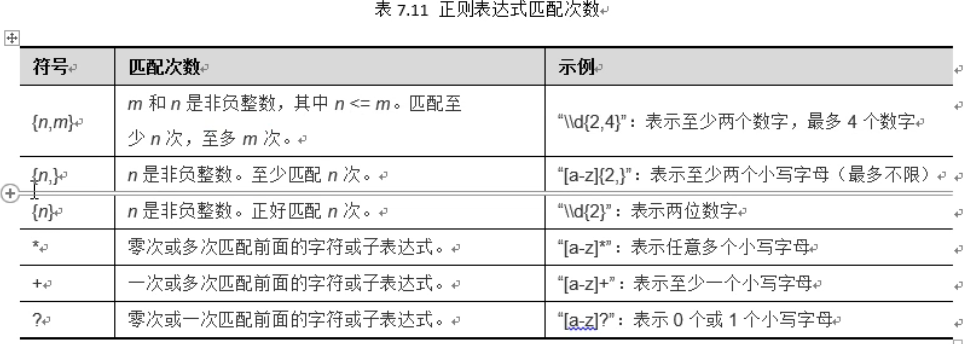 表 7.11 正则表达式匹配次数
符号 匹配次数 示例
{n,m} m 和 n 是非负整数，其中 n <= m。匹配至少 n 次，至多 m 次。 “\\d{2,4}”：表示至少两个数字，最多 4 个数字
{n,} n 是非负整数。至少匹配 n 次。 “[a-z]{2,}”：表示至少两个小写字母（最多不限）
{n} n 是非负整数。正好匹配 n 次。 “\\d{2}”：表示两位数字
* 零次或多次匹配前面的字符或子表达式。 “[a-z]*”：表示任意多个小写字母
+ 一次或多次匹配前面的字符或子表达式。 “[a-z]+”：表示至少一个小写字母
? 零次或一次匹配前面的字符或子表达式。 “[a-z]?”：表示 0 个或 1 个小写字母